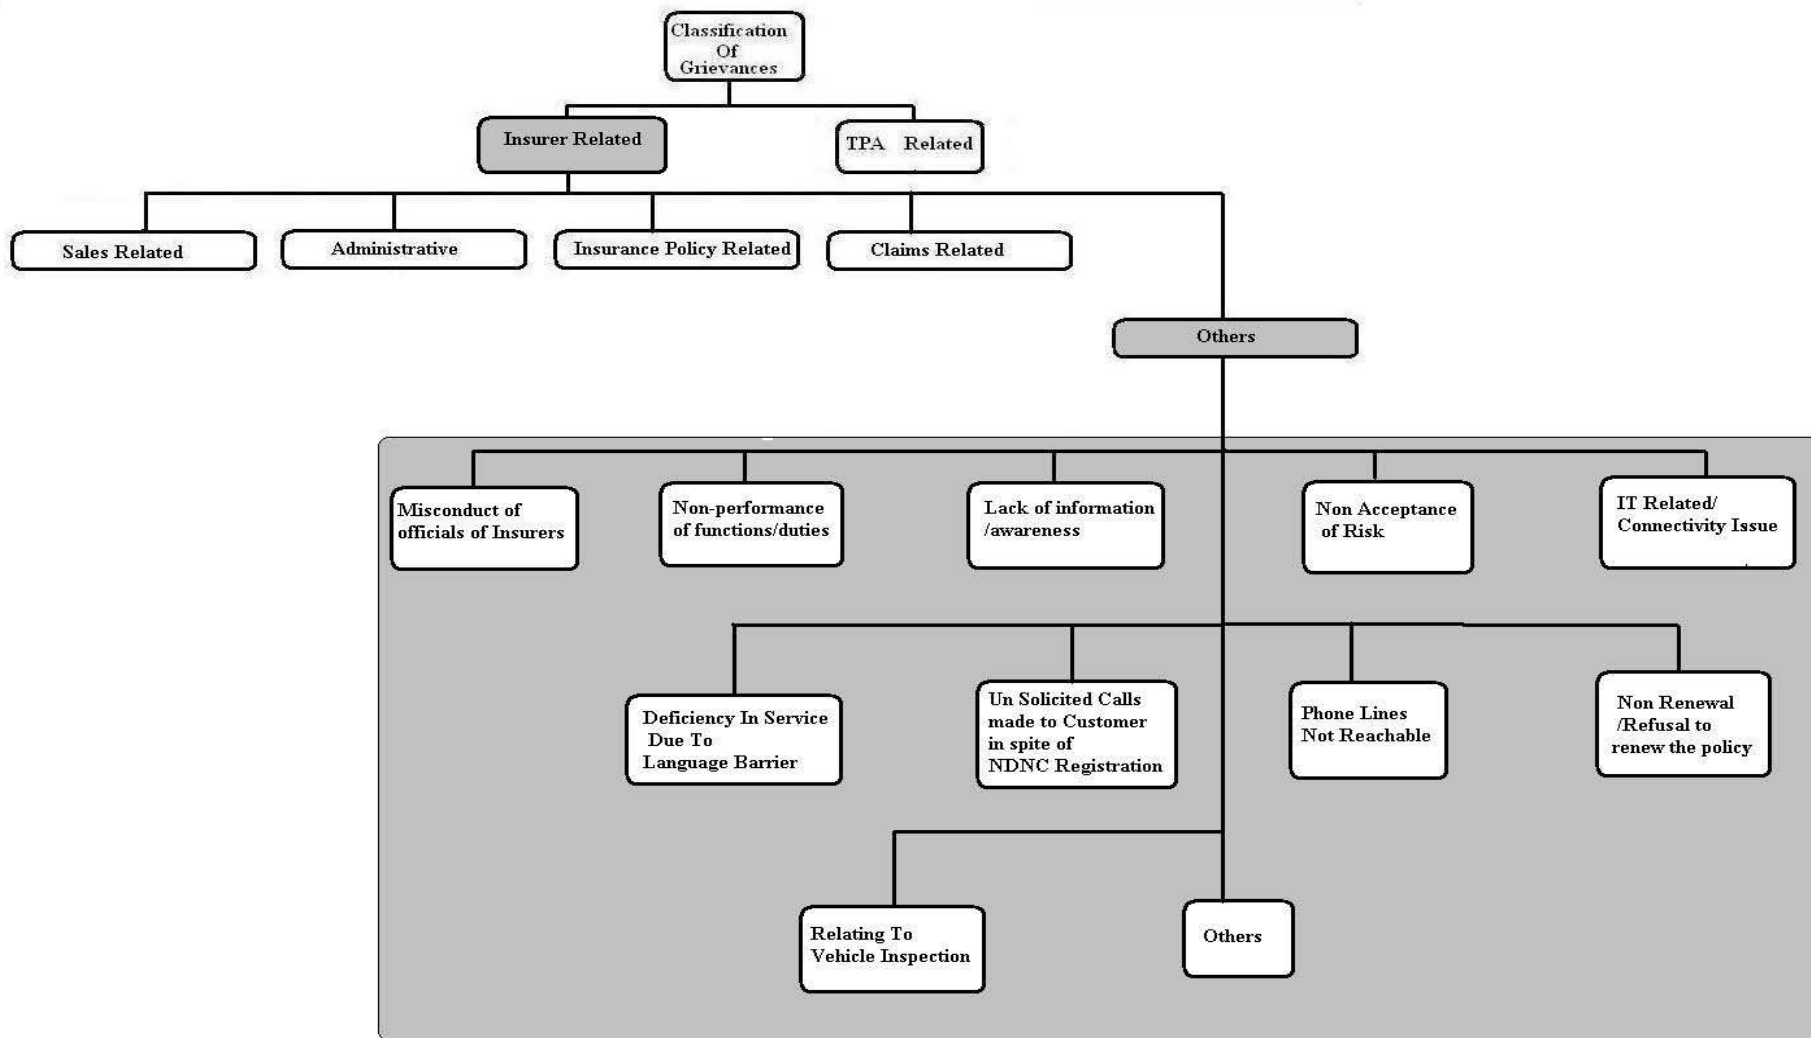 Classification
Of
Grievances
Insurer Related
TPA Related
Sales Related
Administrative
Insurance Policy Related
Claims Related
Others
Misconduct of
officials of Insurers
Non-performance
of functions/duties
Lack of information
/awareness
Non Acceptance
of Risk
IT Related/
Connectivity Issue
Deficiency In Service
Due To
Language Barrier
Un Solicited Calls
made to Customer
in spite of
NDNC Registration
Phone Lines
Not Reachable
Non Renewal
/Refusal to
renew the policy
Relating To
Vehicle Inspection
Others